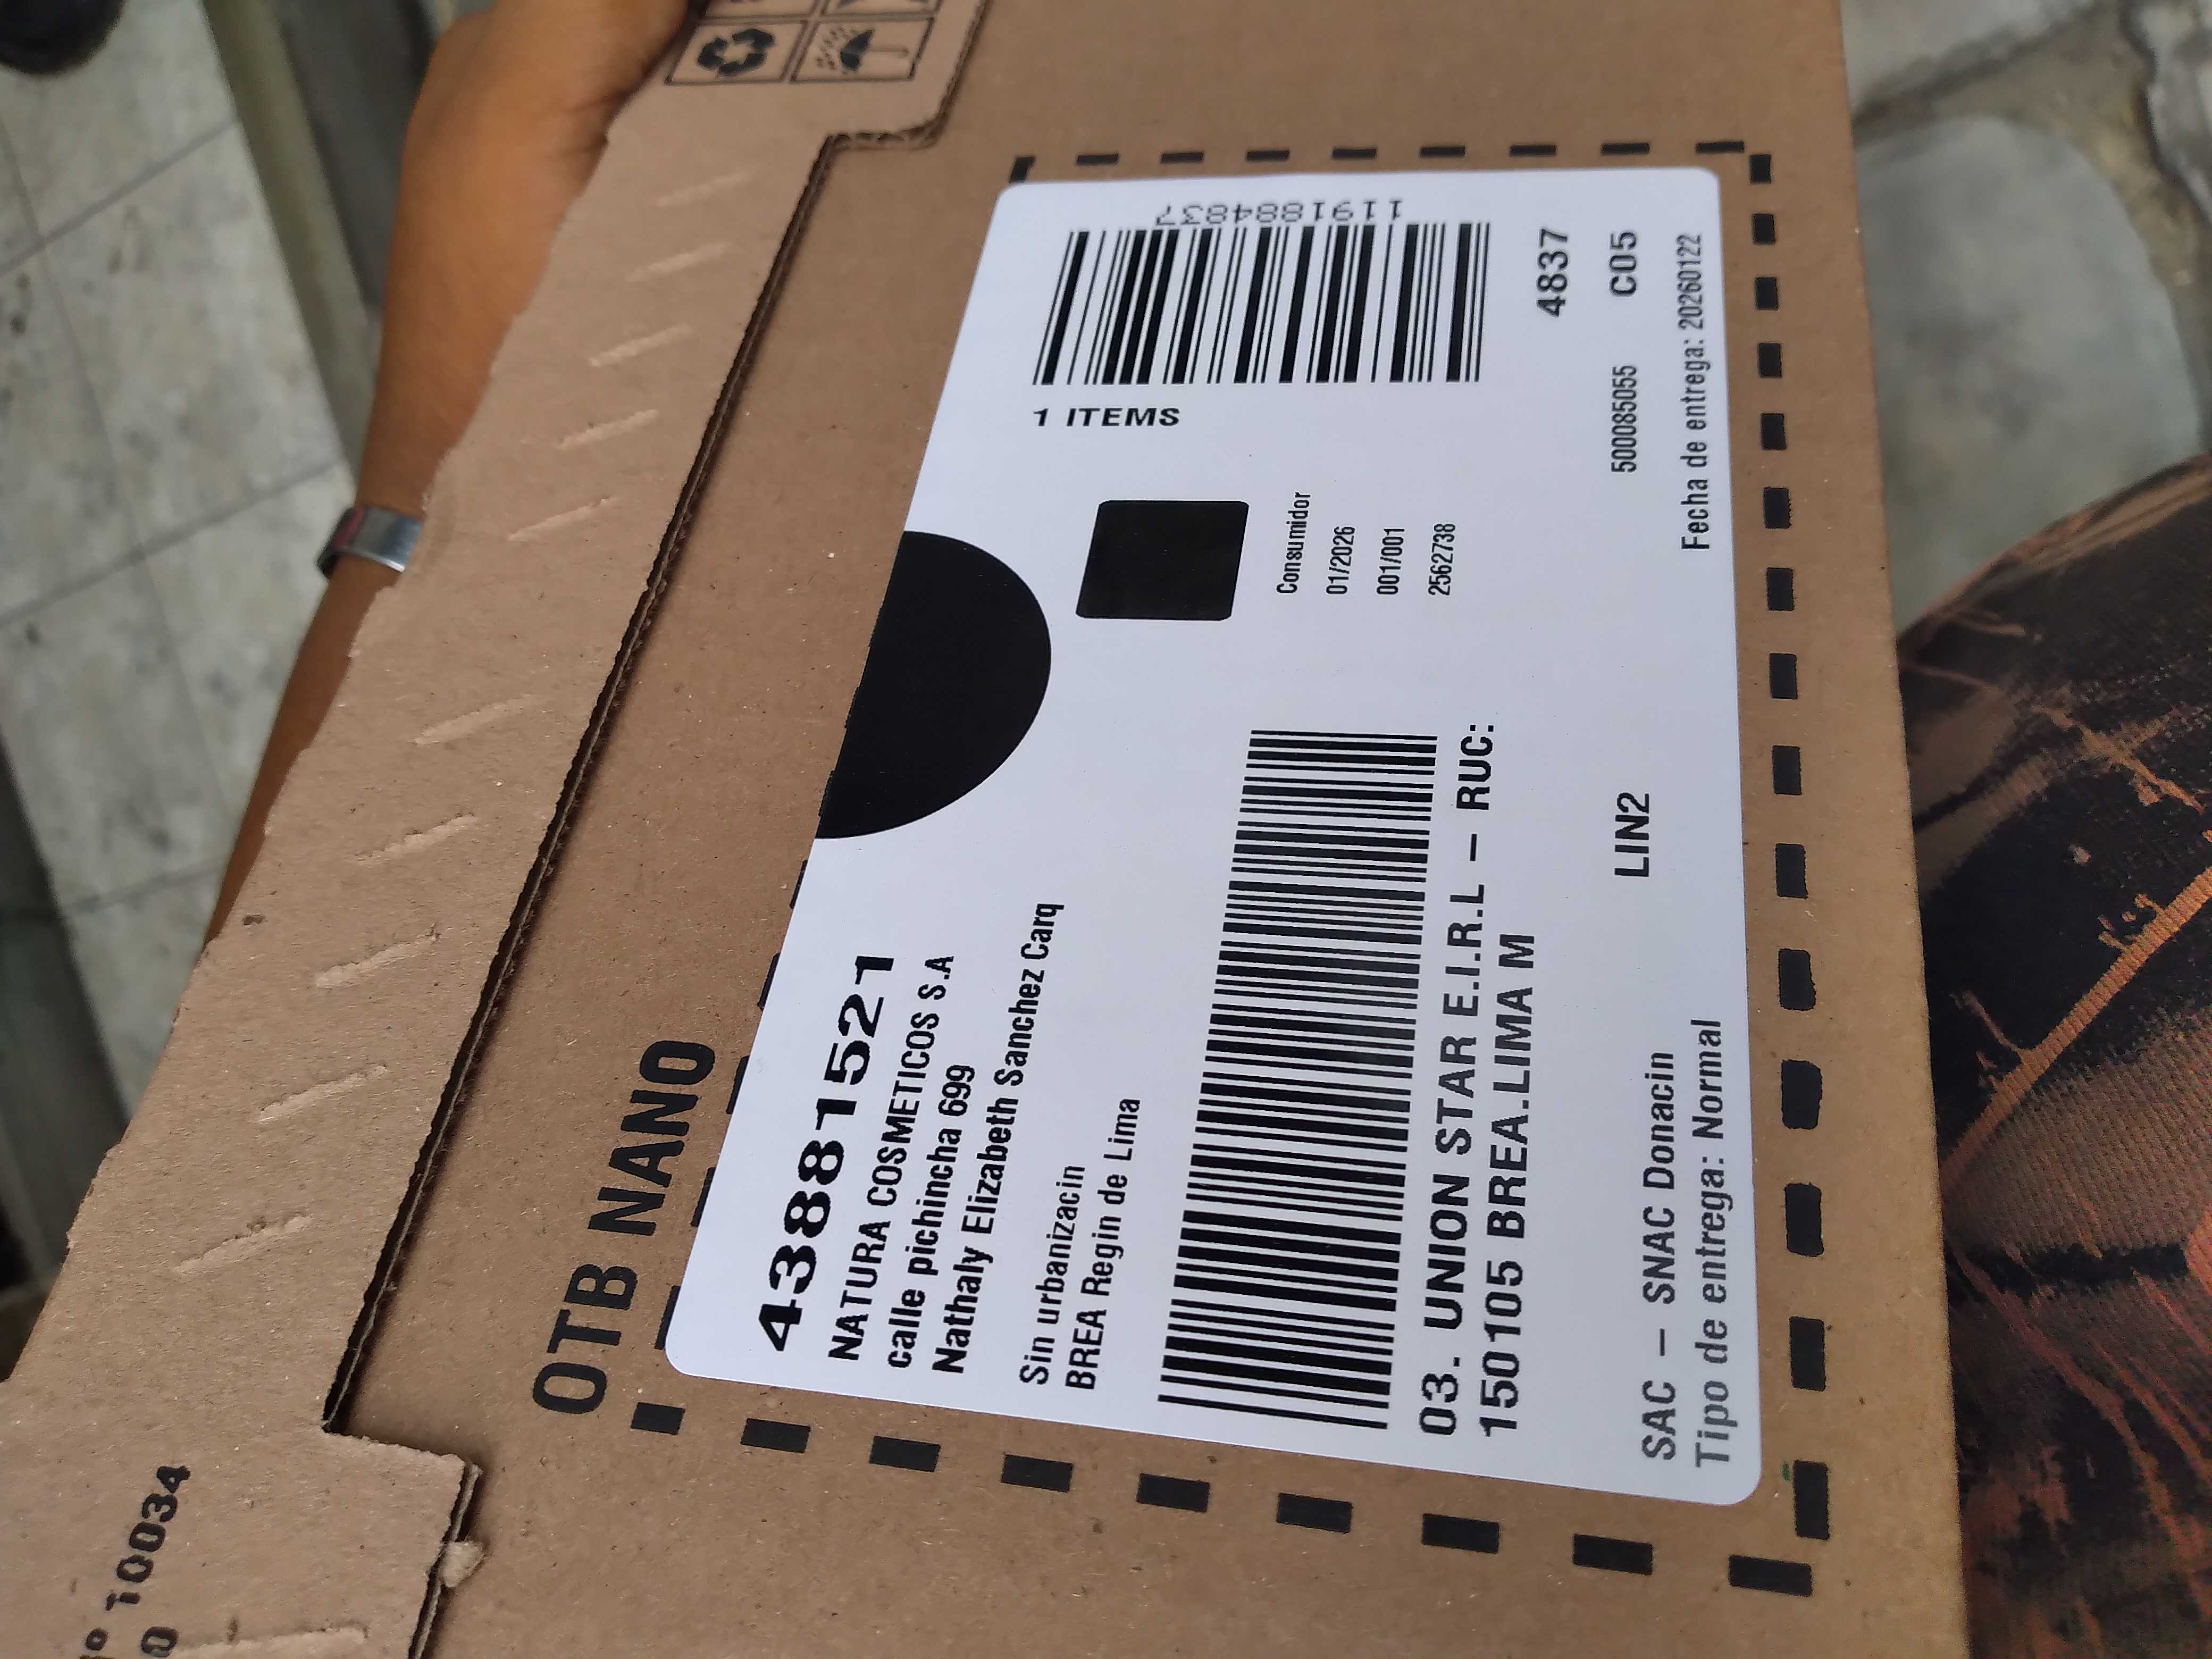 OTB NANO
43881521
NATURA COSMETICOS S.A
calle pichincha 699
Nathaly Elizabeth Sanchez Carq
Sin urbanizacin
BREA Regin de Lima
1 ITEMS
1191884837
Consumidor
01/2026
001/001
2562738
03. UNION STAR E.I.R.L – RUC:
150105 BREA.LIMA M
4837
LIN2
500085055
C05
SAC – SNAC Donacin
Tipo de entrega: Normal
Fecha de entrega: 20260122
10034